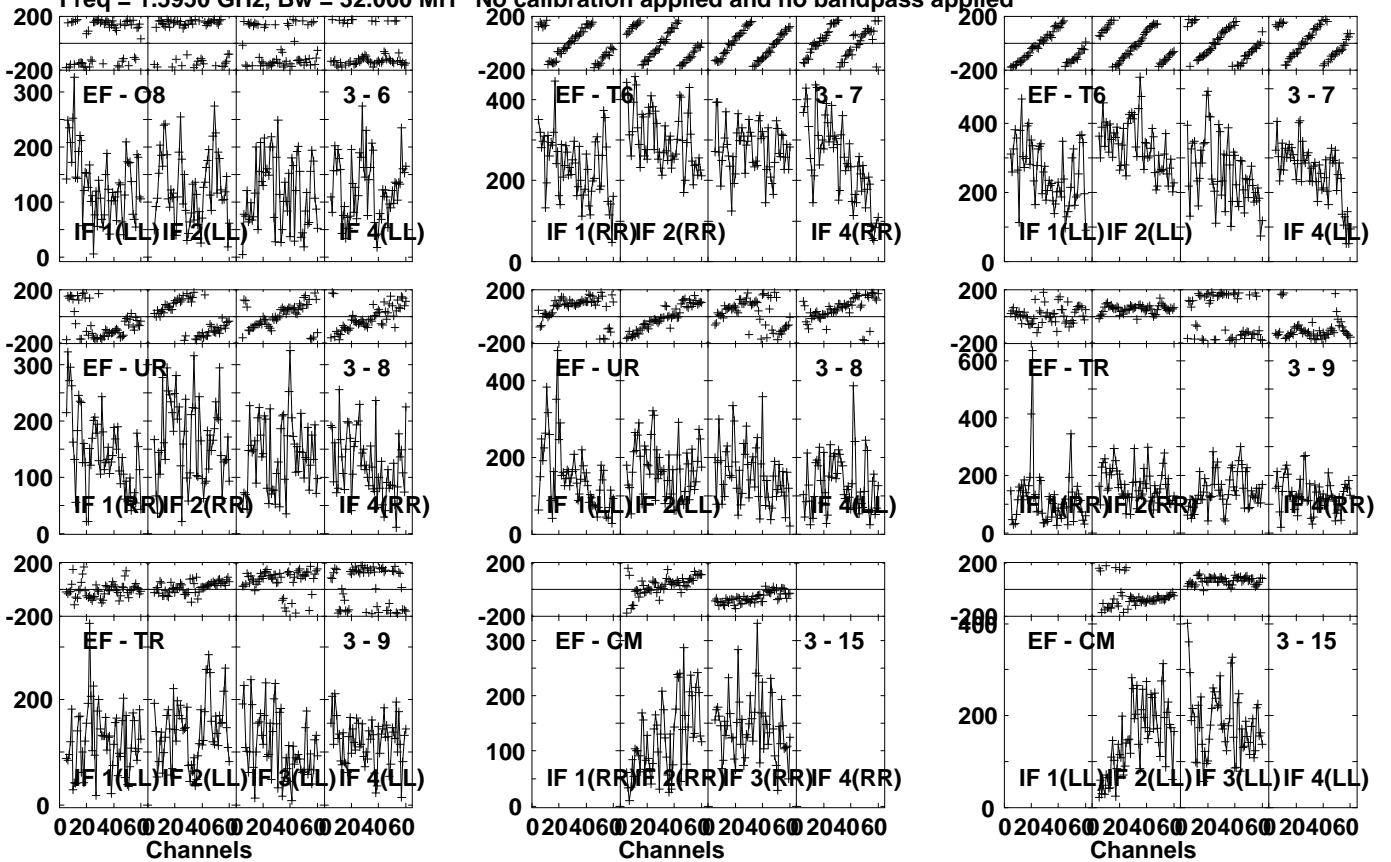 Freq = 1.5950 GHz, Bw = 32.000 MH No calibration applied and no bandpass applied
200
-200
300
200
100
0
EF - O8
3 - 6
IF 1(LL) IF 2(LL) IF 4(LL)
200
-200
400
200
0
EF - T6
3 - 7
IF 1(RR) IF 2(RR) IF 4(RR)
200
-200
400
200
0
EF - T6
3 - 7
IF 1(LL) IF 2(LL) IF 4(LL)
200
-200
300
200
100
0
EF - UR
3 - 8
IF 1(RR) IF 2(RR) IF 4(RR)
200
-200
400
200
0
EF - UR
3 - 8
IF 1(LL) IF 2(LL) IF 4(LL)
200
-200
600
400
200
0
EF - TR
3 - 9
IF 1(RR) IF 2(RR) IF 4(RR)
200
-200
200
0
EF - TR
3 - 9
IF 1(LL) IF 2(LL) IF 3(LL) IF 4(LL)
0 20 40 60 0 20 40 60 0 20 40 60 0 20 40 60
Channels
200
-200
300
200
100
0
EF - CM
3 - 15
IF 1(RR) IF 2(RR) IF 3(RR) IF 4(RR)
0 20 40 60 0 20 40 60 0 20 40 60 0 20 40 60
Channels
200
-200
400
200
0
EF - CM
3 - 15
IF 1(LL) IF 2(LL) IF 3(LL) IF 4(LL)
0 20 40 60 0 20 40 60 0 20 40 60 0 20 40 60
Channels